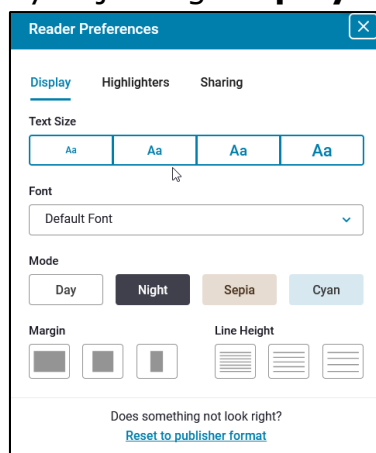 Reader Preferences
Display Highlighters Sharing
Text Size
Aa Aa Aa Aa
Font
Default Font
Mode
Day Night Sepia Cyan
Margin Line Height
Does something not look right?
Reset to publisher format